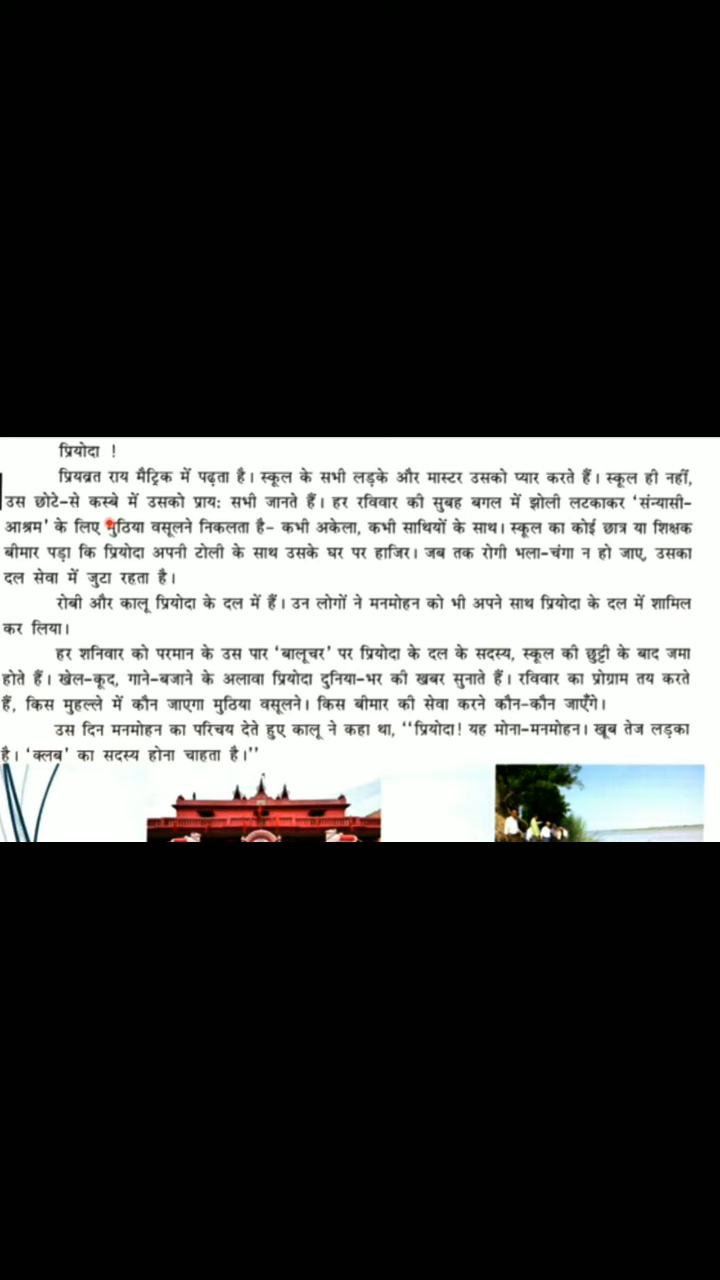 प्रियोदा !
प्रियव्रत राय मैट्रिक में पढ़ता है। स्कूल के सभी लड़के और मास्टर उसको प्यार करते हैं। स्कूल ही नहीं,
उस छोटे-से कस्बे में उसको प्राय: सभी जानते हैं। हर रविवार की सुबह बगल में झोली लटकाकर 'संन्यासी-
आश्रम' के लिए मुठिया वसूलने निकलता है- कभी अकेला, कभी साथियों के साथ। स्कूल का कोई छात्र या शिक्षक
बीमार पड़ा कि प्रियोदा अपनी टोली के साथ उसके घर पर हाजिर। जब तक रोगी भला-चंगा न हो जाए, उसका
दल सेवा में जुटा रहता है।
रोबी और कालू प्रियोदा के दल में हैं। उन लोगों ने मनमोहन को भी अपने साथ प्रियोदा के दल में शामिल
कर लिया।
हर शनिवार को परमान के उस पार 'बालूचर' पर प्रियोदा के दल के सदस्य, स्कूल की छुट्टी के बाद जमा
होते हैं। खेल-कूद, गाने-बजाने के अलावा प्रियोदा दुनिया-भर की खबर सुनाते हैं। रविवार का प्रोग्राम तय करते
हैं, किस मुहल्ले में कौन जाएगा मुठिया वसूलने। किस बीमार की सेवा करने कौन-कौन जाएँगे।
उस दिन मनमोहन का परिचय देते हुए कालू ने कहा था, "प्रियोदा! यह मोना-मनमोहन। खूब तेज लड़का
है। 'क्लब' का सदस्य होना चाहता है।"